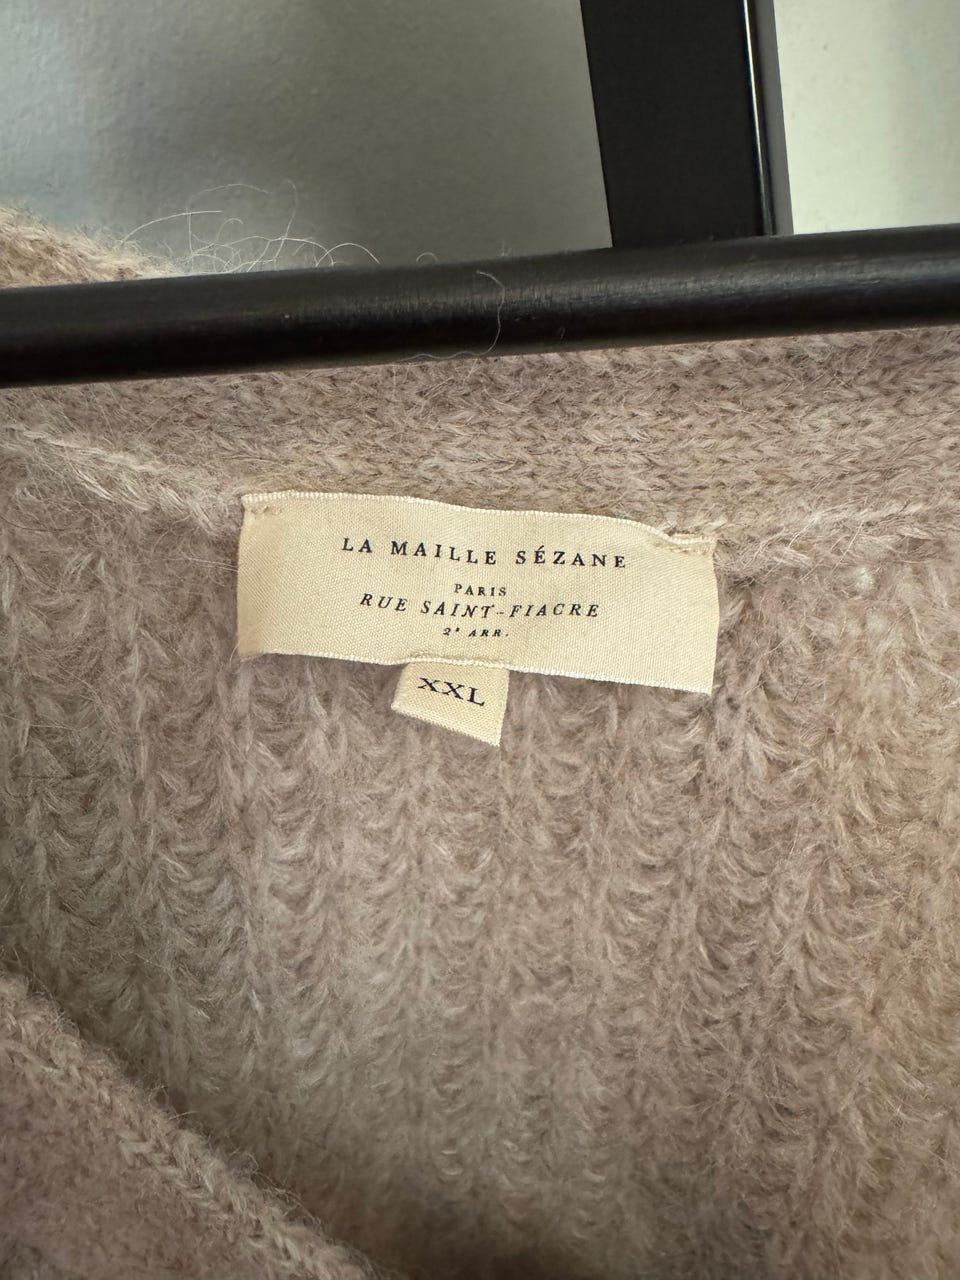 LA MAILLE SÉZANE
PARIS
RUE SAINT-FIACRE
2e ARR.
XXL